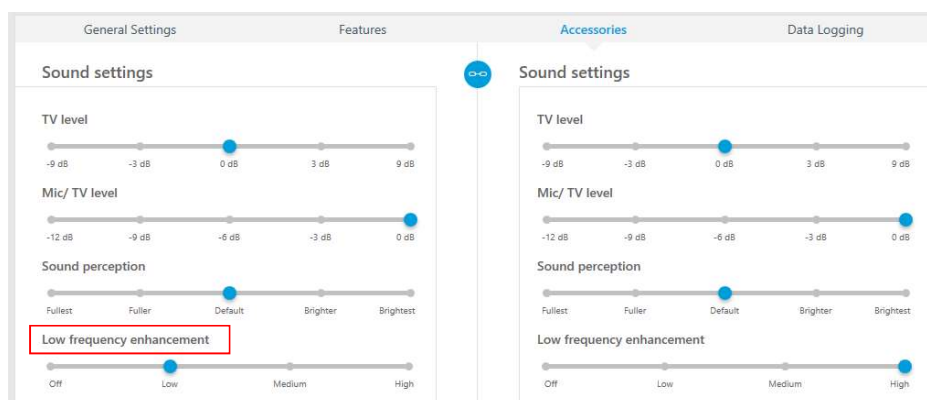 General Settings Features Accessories Data Logging
Sound settings Sound settings
TV level TV level
-9 dB -3 dB 0 dB 3 dB 9 dB -9 dB -3 dB 0 dB 3 dB 9 dB
Mic/ TV level Mic/ TV level
-12 dB -9 dB -6 dB -3 dB 0 dB -12 dB -9 dB -6 dB -3 dB 0 dB
Sound perception Sound perception
Fullest Fuller Default Brighter Brightest Fullest Fuller Default Brighter Brightest
Low frequency enhancement Low frequency enhancement
Off Low Medium High Off Low Medium High